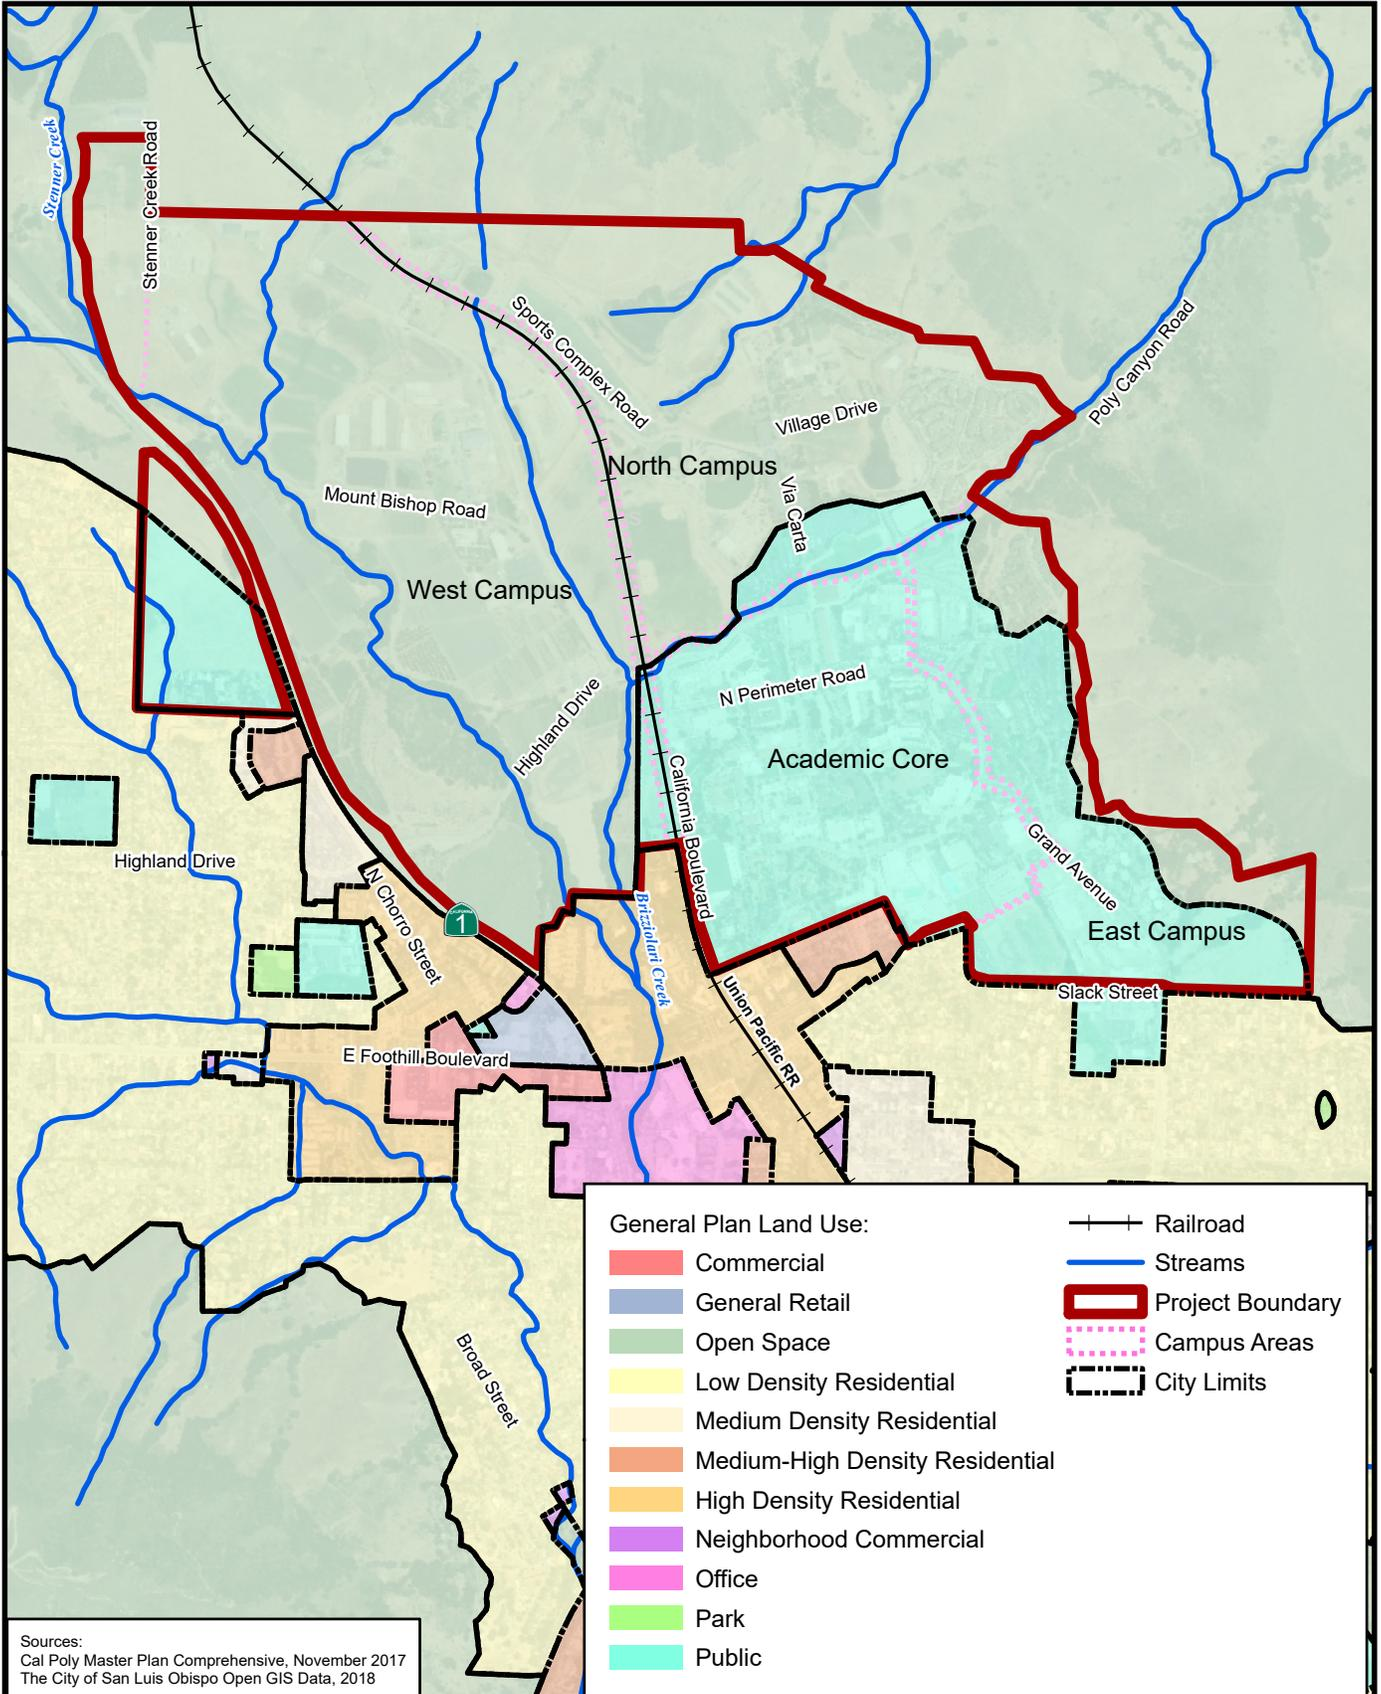 Stenner Creek
Stenner Creek Road
Sports Complex Road
Poly Canyon Road
Village Drive
North Campus
Via Carta
Mount Bishop Road
West Campus
N Perimeter Road
Highland Drive
Academic Core
California Boulevard
Grand Avenue
Highland Drive
N Chorro Street
CALIFORNIA
1
Brizziolari Creek
East Campus
Union Pacific RR
Slack Street
E Foothill Boulevard
Broad Street
General Plan Land Use:
Commercial
General Retail
Open Space
Low Density Residential
Medium Density Residential
Medium-High Density Residential
High Density Residential
Neighborhood Commercial
Office
Park
Public
Railroad
Streams
Project Boundary
Campus Areas
City Limits
Sources:
Cal Poly Master Plan Comprehensive, November 2017
The City of San Luis Obispo Open GIS Data, 2018